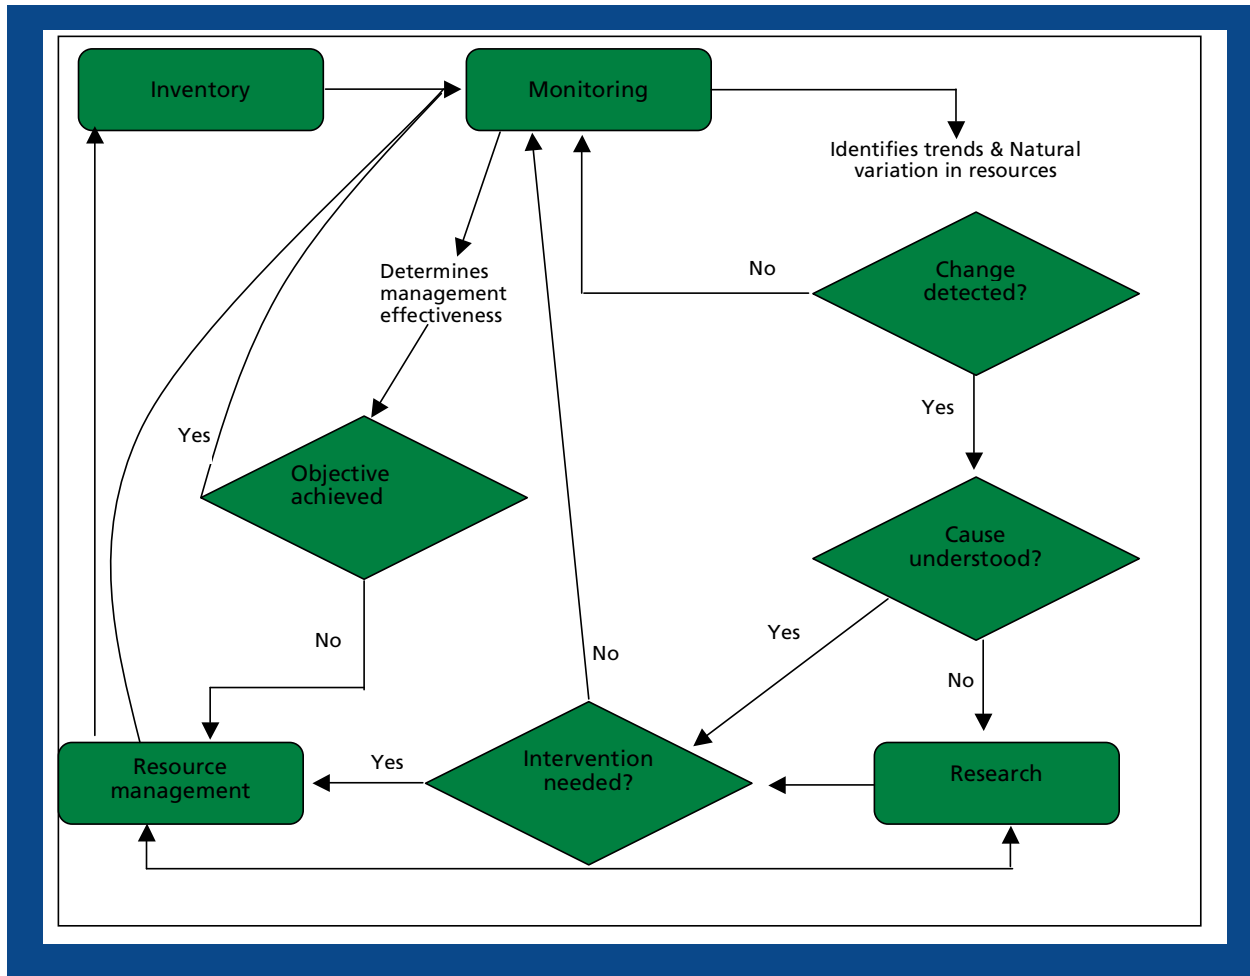 Inventory
Monitoring
Identifies trends & Natural
variation in resources
No
Change
detected?
Determines
management
effectiveness
Yes
Yes
Objective
achieved
Cause
understood?
Yes
No
No
No
Resource
management
Yes
Intervention
needed?
Research